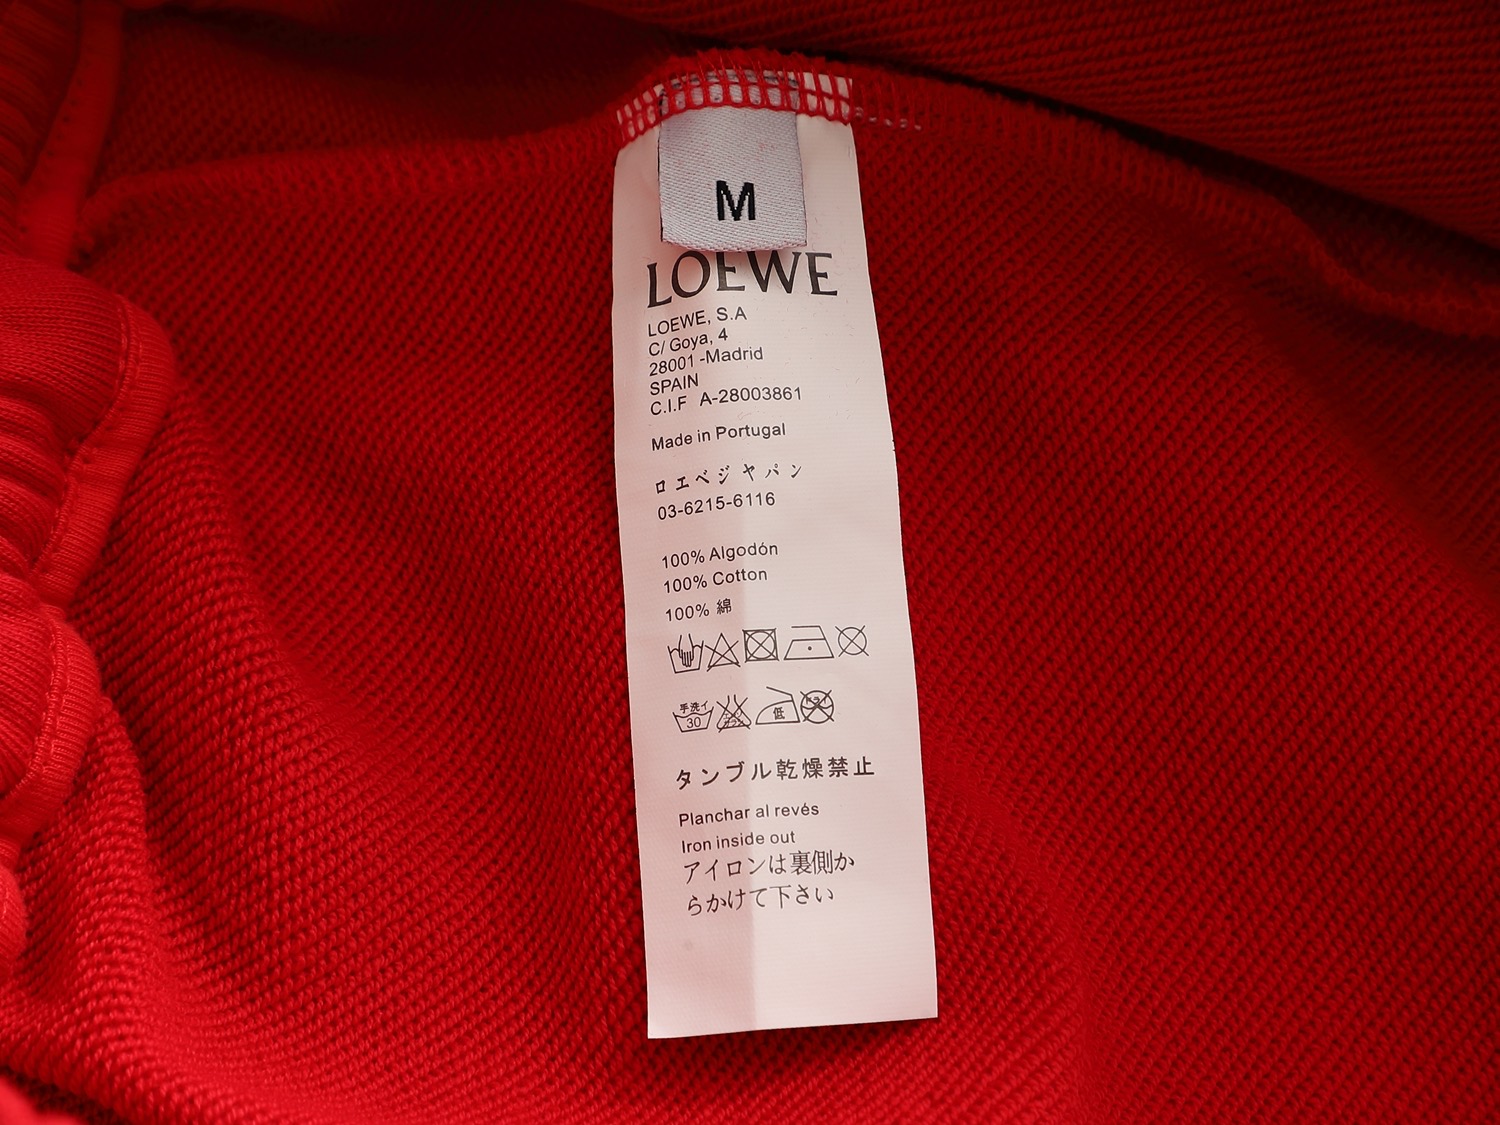 M
LOEWE
LOEWE, S.A
C/ Goya, 4
28001 -Madrid
SPAIN
C.I.F A-28003861
Made in Portugal
ロエベジャパン
03-6215-6116
100% Algodón
100% Cotton
100% 綿
手洗イ
30
低
タンブル乾燥禁止
Planchar al revés
Iron inside out
アイロンは裏側か
らかけて下さい